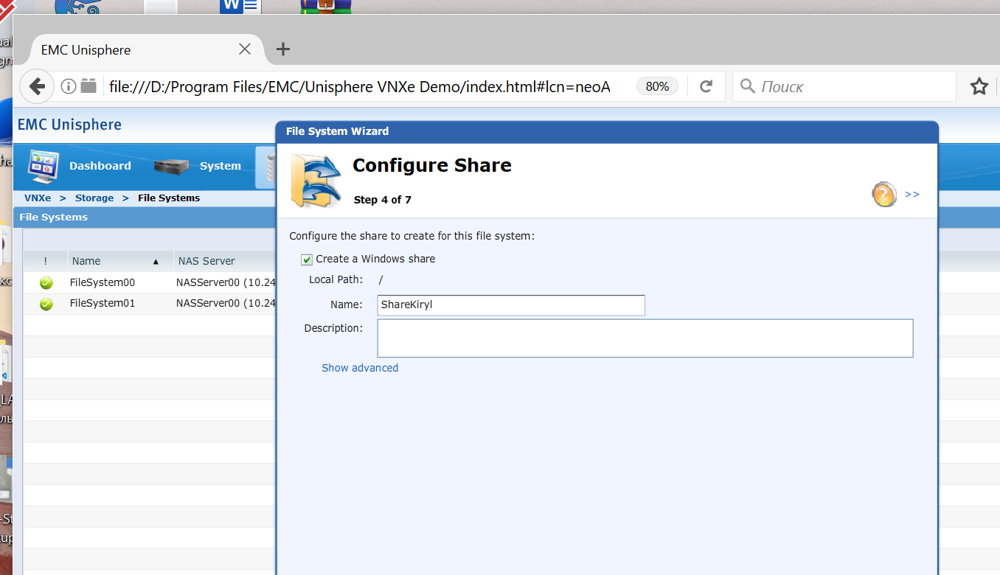 W
EMC Unisphere
file:///D:/Program Files/EMC/Unisphere VNXe Demo/index.html#lcn=neoA
80%
Поиск
EMC Unisphere
Dashboard
System
VNXe > Storage > File Systems
File Systems
! Name ▲ NAS Server
FileSystem00 NASServer00 (10.24
FileSystem01 NASServer00 (10.24
File System Wizard
Configure Share
Step 4 of 7
? >>
Configure the share to create for this file system:
Create a Windows share
Local Path: /
Name: ShareKiryl
Description:
Show advanced